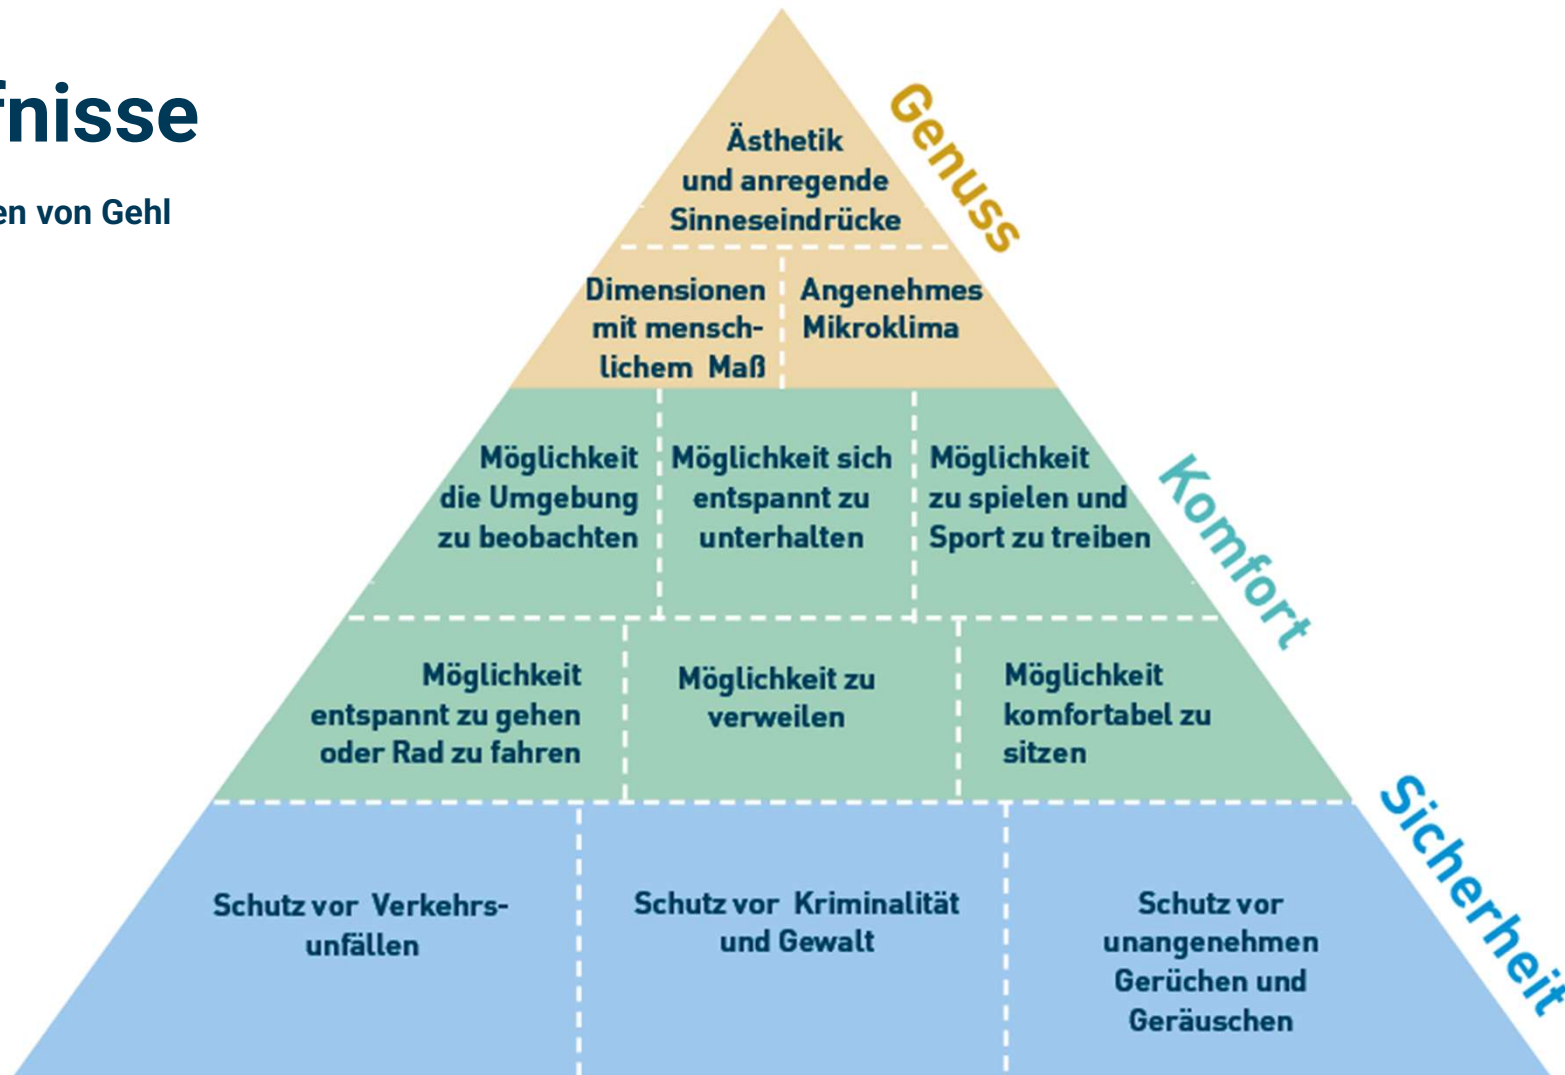 fnisse
en von Gehl
Genuss
Ästhetik
und anregende
Sinneseindrücke
Dimensionen
mit mensch-
lichem Maß
Angenehmes
Mikroklima
Komfort
Möglichkeit
die Umgebung
zu beobachten
Möglichkeit sich
entspannt zu
unterhalten
Möglichkeit
zu spielen und
Sport zu treiben
Möglichkeit
entspannt zu gehen
oder Rad zu fahren
Möglichkeit zu
verweilen
Möglichkeit
komfortabel zu
sitzen
Sicherheit
Schutz vor Verkehrs-
unfällen
Schutz vor Kriminalität
und Gewalt
Schutz vor
unangenehmen
Gerüchen und
Geräuschen